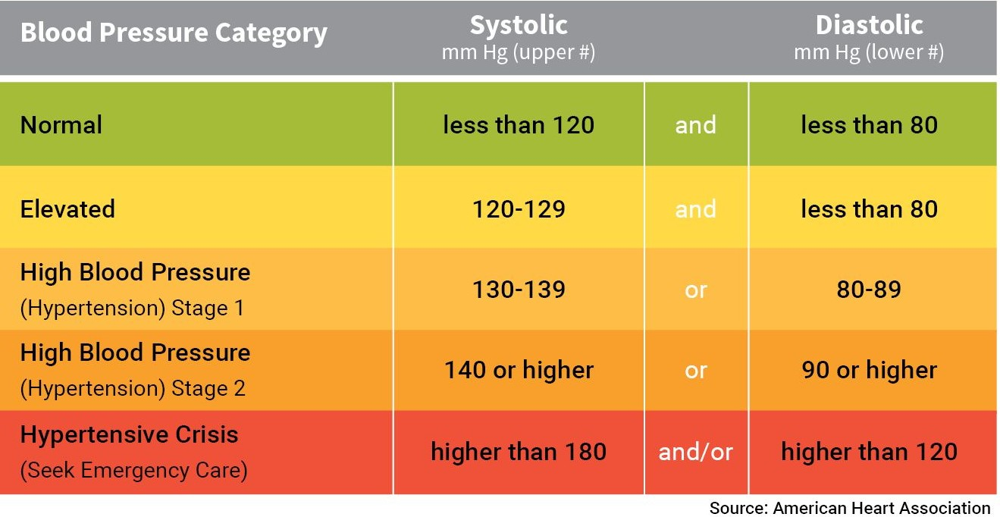 Blood Pressure Category Systolic Diastolic
mm Hg (upper #) mm Hg (lower #)
Normal less than 120 and less than 80
Elevated 120-129 and less than 80
High Blood Pressure
(Hypertension) Stage 1 130-139 or 80-89
High Blood Pressure
(Hypertension) Stage 2 140 or higher or 90 or higher
Hypertensive Crisis
(Seek Emergency Care) higher than 180 and/or higher than 120
Source: American Heart Association